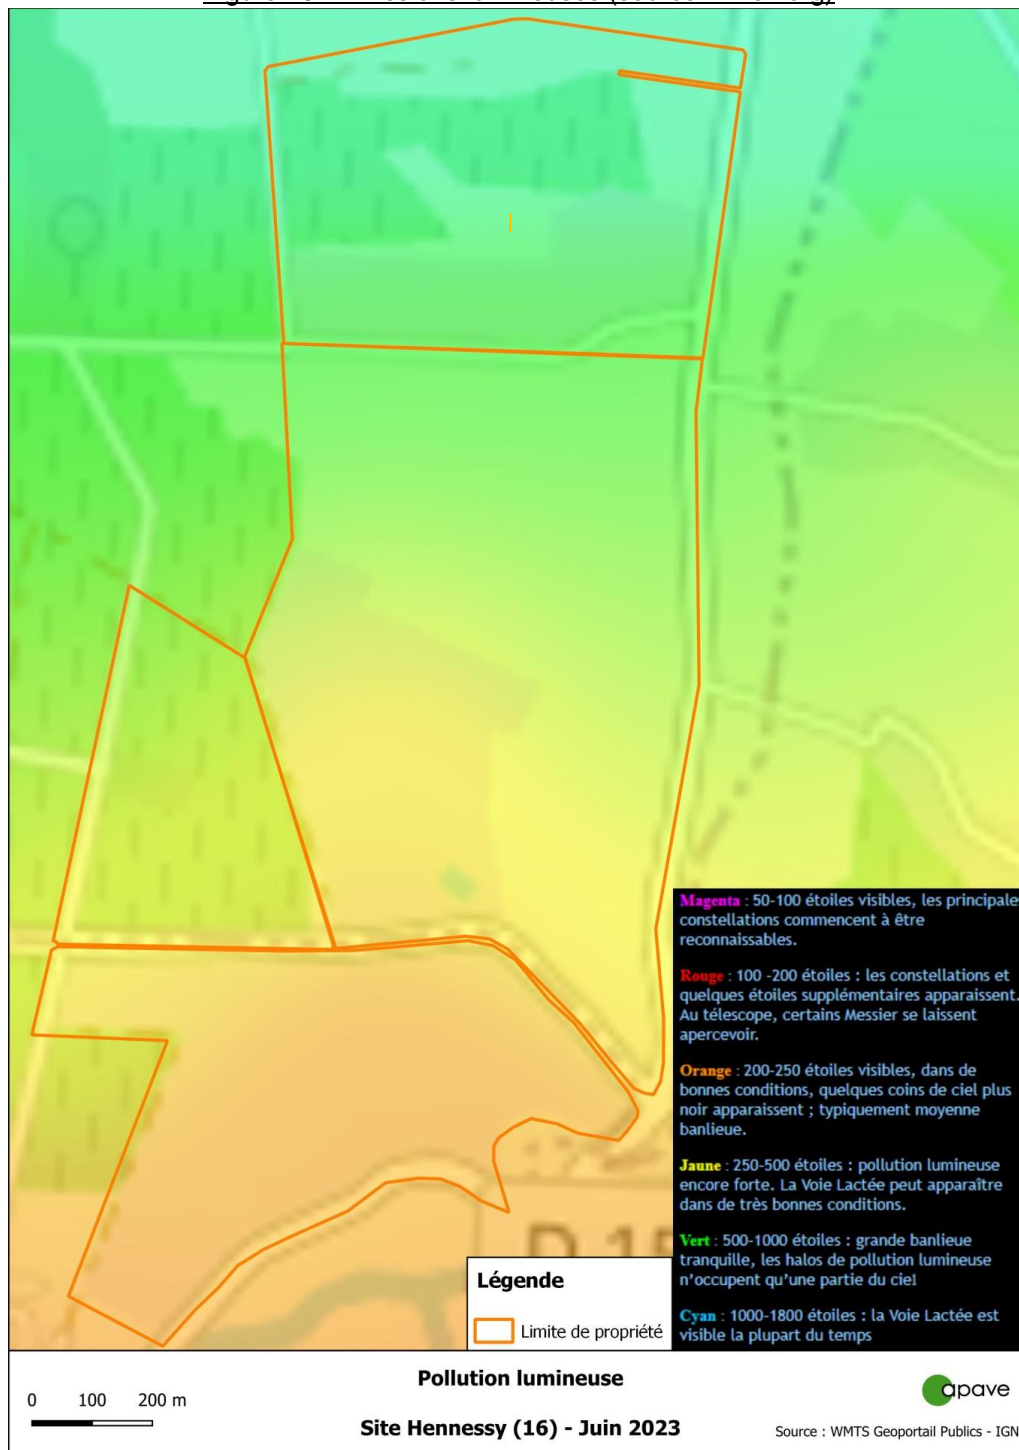 Magenta : 50-100 étoiles visibles, les principales
constellations commencent à être
reconnaissables.
Rouge : 100 -200 étoiles : les constellations et
quelques étoiles supplémentaires apparaissent.
Au télescope, certains Messier se laissent
apercevoir.
Orange : 200-250 étoiles visibles, dans de
bonnes conditions, quelques coins de ciel plus
noir apparaissent ; typiquement moyenne
banlieue.
Jaune : 250-500 étoiles : pollution lumineuse
encore forte. La Voie Lactée peut apparaître
dans de très bonnes conditions.
Vert : 500-1000 étoiles : grande banlieue
tranquille, les halos de pollution lumineuse
n'occupent qu'une partie du ciel
Cyan : 1000-1800 étoiles : la Voie Lactée est
visible la plupart du temps
Légende
Limite de propriété
Pollution lumineuse
0 100 200 m
apave
Site Hennessy (16) - Juin 2023
Source : WMTS Geoportail Publics - IGN